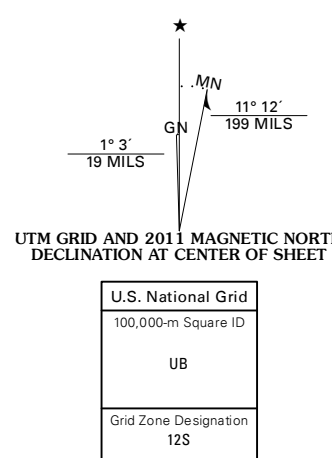 MN
GN
11° 12´
199 MILS
1° 3´
19 MILS
UTM GRID AND 2011 MAGNETIC NORT
DECLINATION AT CENTER OF SHEET
U.S. National Grid
100,000-m Square ID
UB
Grid Zone Designation
12S